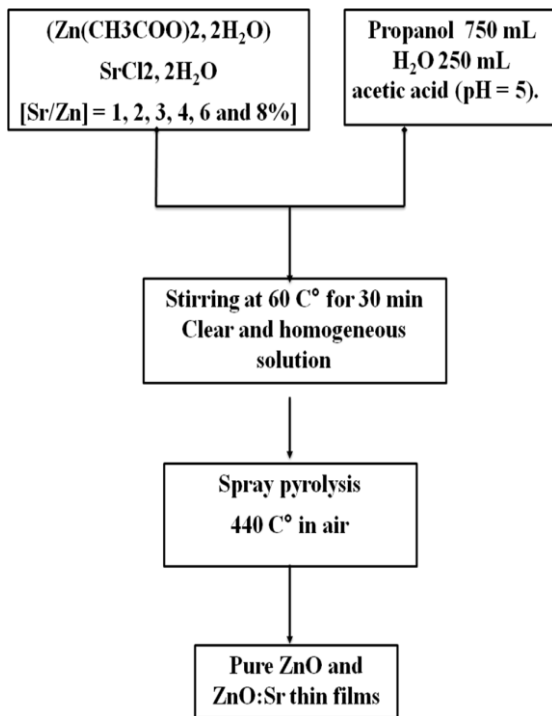 (Zn(CH3COO)2, 2H₂O)
SrCl2, 2H₂O
[Sr/Zn] = 1, 2, 3, 4, 6 and 8%]
Propanol 750 mL
H₂O 250 mL
acetic acid (pH = 5).
Stirring at 60 C° for 30 min
Clear and homogeneous
solution
Spray pyrolysis
440 C° in air
Pure ZnO and
ZnO:Sr thin films